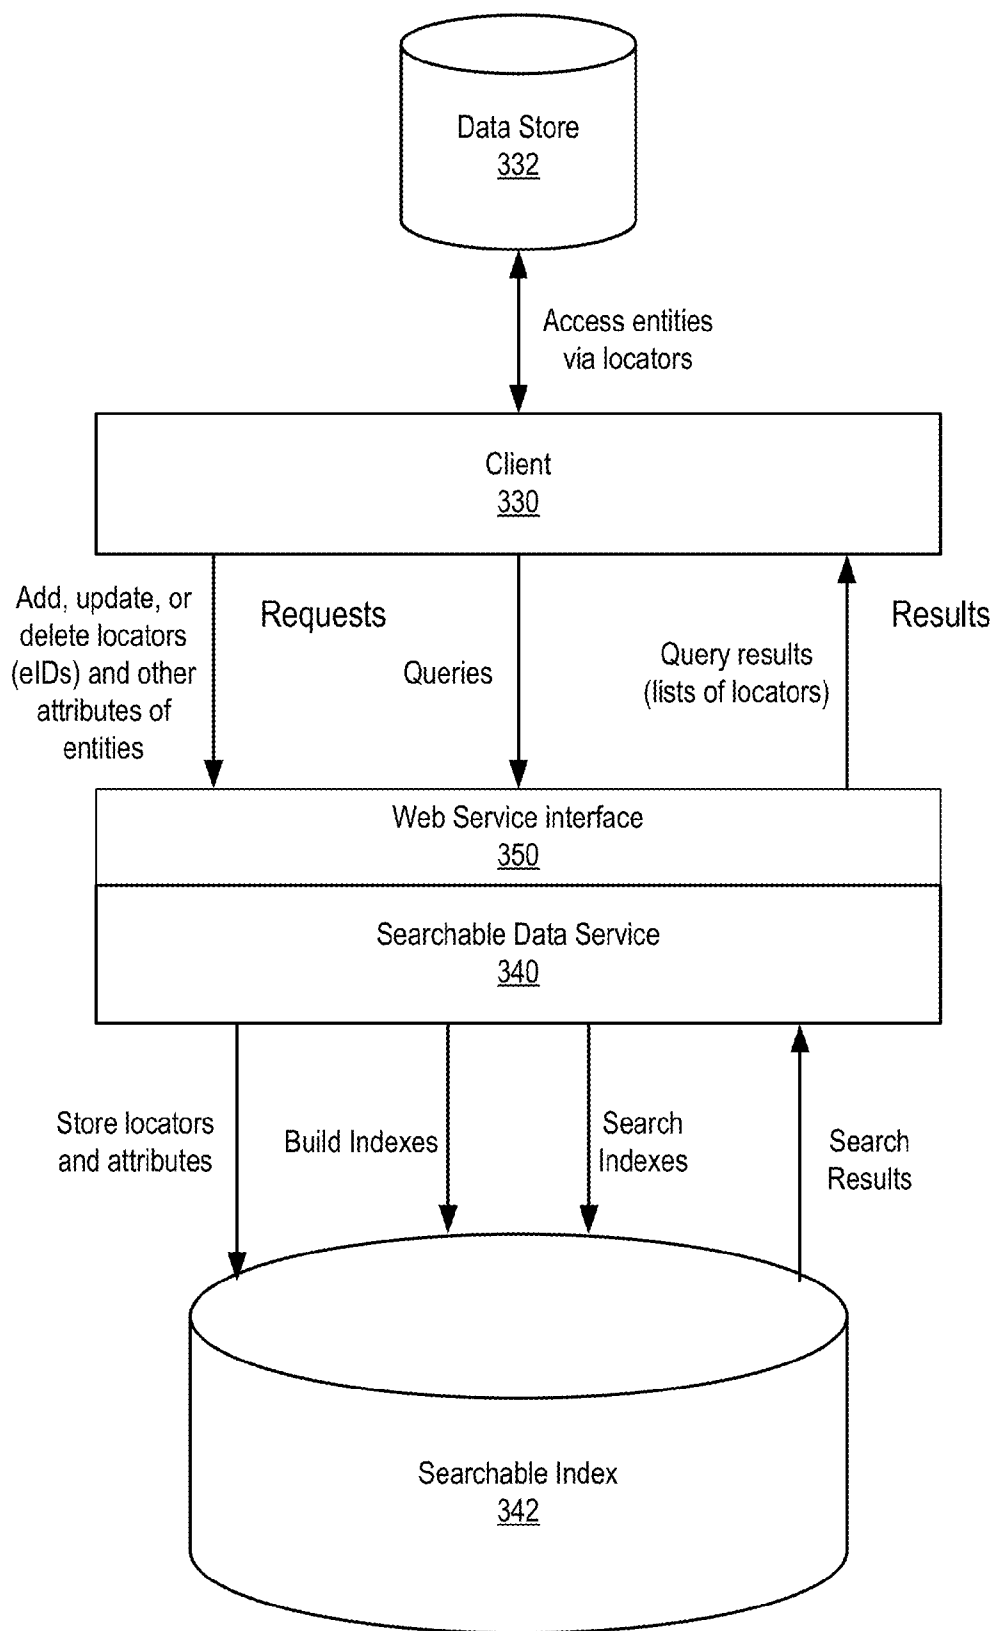 Data Store
332
Access entities
via locators
Client
330
Add, update, or
delete locators
(eIDs) and other
attributes of
entities
Requests
Queries
Query results
(lists of locators)
Results
Web Service interface
350
Searchable Data Service
340
Store locators
and attributes
Build Indexes
Search
Indexes
Search
Results
Searchable Index
342